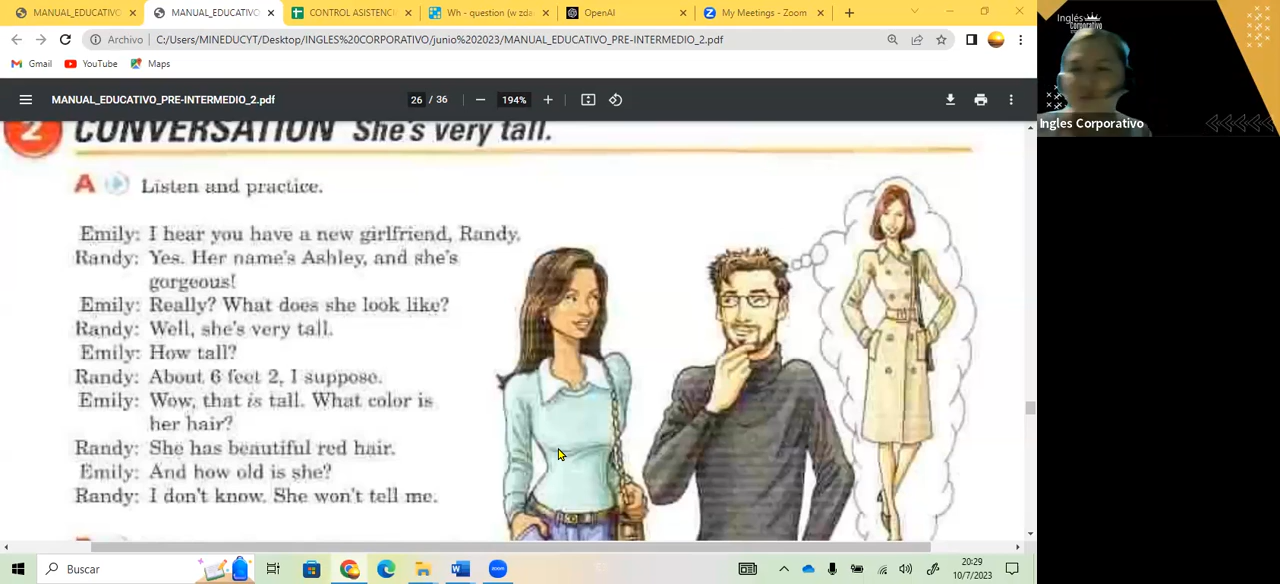 MANUAL_EDUCATIVO
MANUAL_EDUCATIVO
CONTROL ASISTENCI
Wh - question (w zda
OpenAI
My Meetings - Zoom
Archivo
C:/Users/MINEDUCYT/Desktop/INGLES%20CORPORATIVO/junio%202023/MANUAL_EDUCATIVO_PRE-INTERMEDIO_2.pdf
Gmail
YouTube
Maps
MANUAL_EDUCATIVO_PRE-INTERMEDIO_2.pdf
26 / 36
194%
2 CONVERSATION She's very tall.
A Listen and practice.
Emily: I hear you have a new girlfriend, Randy.
Randy: Yes. Her name's Ashley, and she's
gorgeous!
Emily: Really? What does she look like?
Randy: Well, she's very tall.
Emily: How tall?
Randy: About 6 feet 2, I suppose.
Emily: Wow, that is tall. What color is
her hair?
Randy: She has beautiful red hair.
Emily: And how old is she?
Randy: I don't know. She won't tell me.
Inglés
Corporativo
Ingles Corporativo
Buscar
20:29
10/7/2023